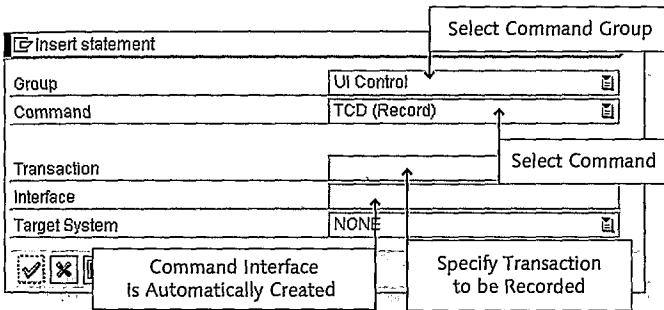 Select Command Group
Insert statement
Group UI Control
Command TCD (Record)
Select Command
Transaction
Interface
Target System NONE
Command Interface
is Automatically Created
Specify Transaction
to be Recorded